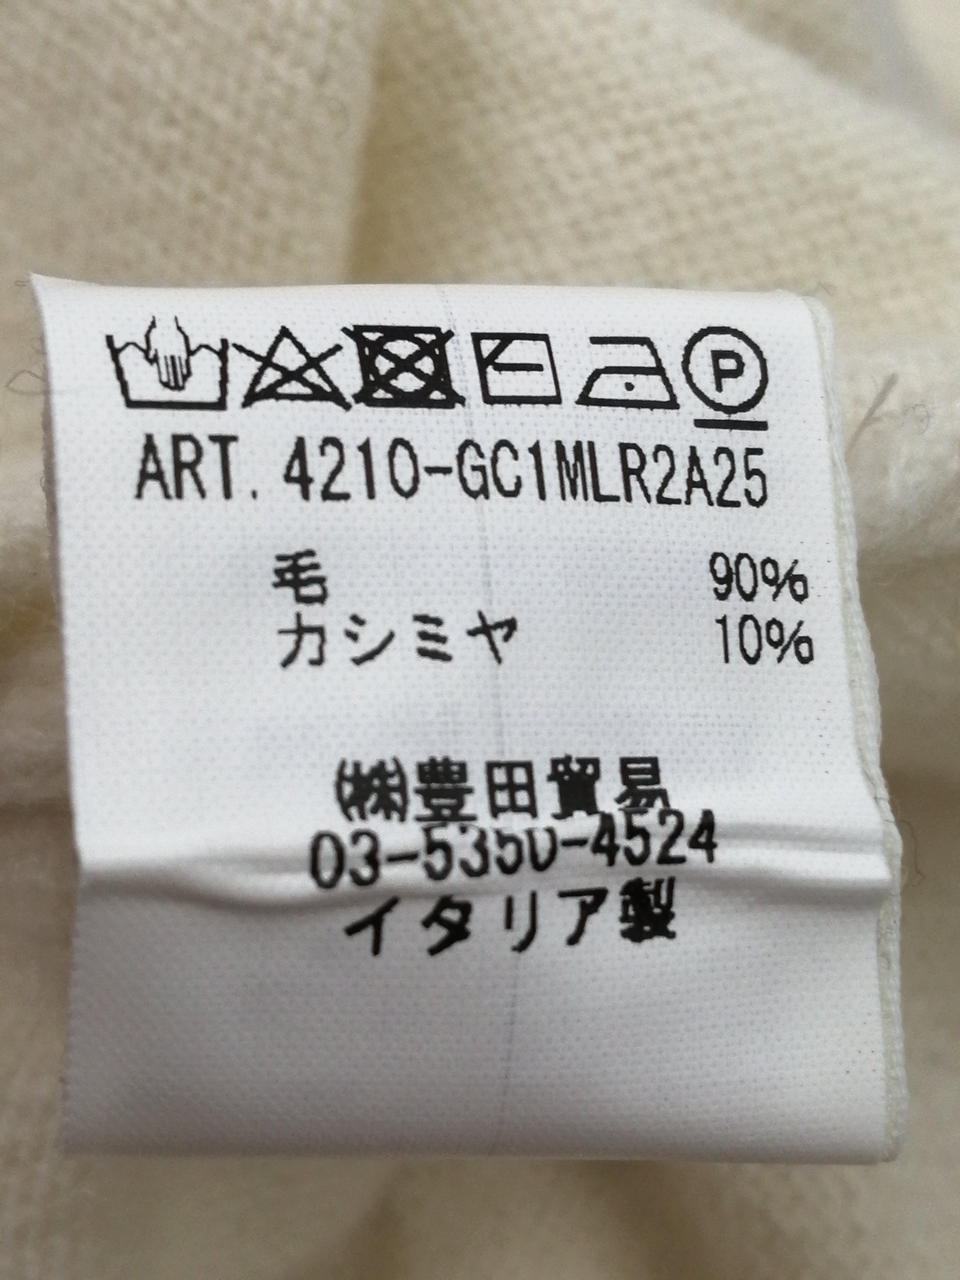 P
ART. 4210-GC1MLR2A25
毛 90%
カシミヤ 10%
㈱豊田貿易
03-5350-4524
イタリア製